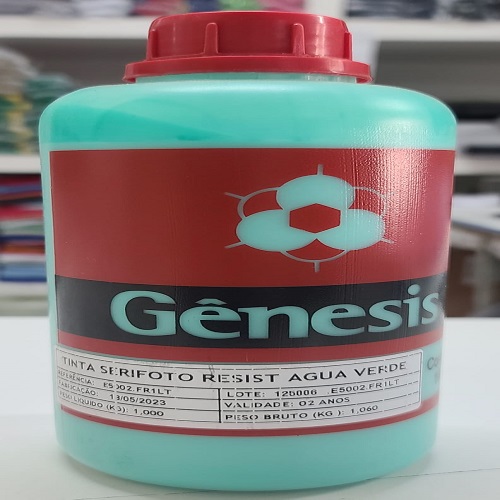 Gênesis
TINTA SERIFOTO RESIST AGUA VERDE
REFERÊNCIA: E5002.FR1LT
LOTE: 125006 E5002.FR1LT
FABRICAÇÃO: 18/05/2023
VALIDADE: 02 ANOS
PESO LÍQUIDO (KG): 1,000
PESO BRUTO (KG): 1,060